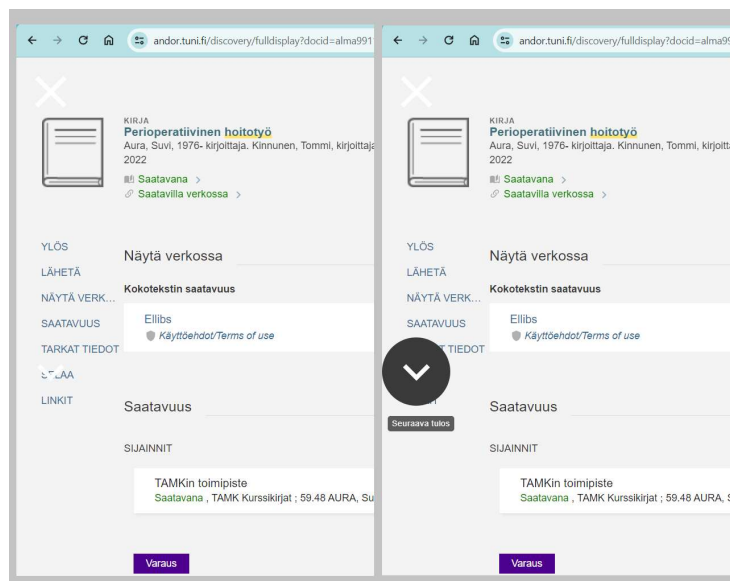 andor.tuni.fi/discovery/fulldisplay?docid=alma991
KIRJA
Perioperatiivinen hoitotyö
Aura, Suvi, 1976- kirjoittaja. Kinnunen, Tommi, kirjoittaja
2022
Saatavana
Saatavilla verkossa
YLÖS
LÄHETÄ
NÄYTÄ VERK...
SAATAVUUS
TARKAT TIEDOT
SELAA
LINKIT
Näytä verkossa
Kokotekstin saatavuus
Ellibs
Käyttöehdot/Terms of use
Saatavuus
SIJAINNIT
TAMKin toimipiste
Saatavana , TAMK Kurssikirjat ; 59.48 AURA, Su
Varaus
andor.tuni.fi/discovery/fulldisplay?docid=alma99
KIRJA
Perioperatiivinen hoitotyö
Aura, Suvi, 1976- kirjoittaja. Kinnunen, Tommi, kirjoitt
2022
Saatavana
Saatavilla verkossa
YLÖS
LÄHETÄ
NÄYTÄ VERK...
SAATAVUUS
TIEDOT
Seuraava tulos
Näytä verkossa
Kokotekstin saatavuus
Ellibs
Käyttöehdot/Terms of use
Saatavuus
SIJAINNIT
TAMKin toimipiste
Saatavana , TAMK Kurssikirjat ; 59.48 AURA, S
Varaus